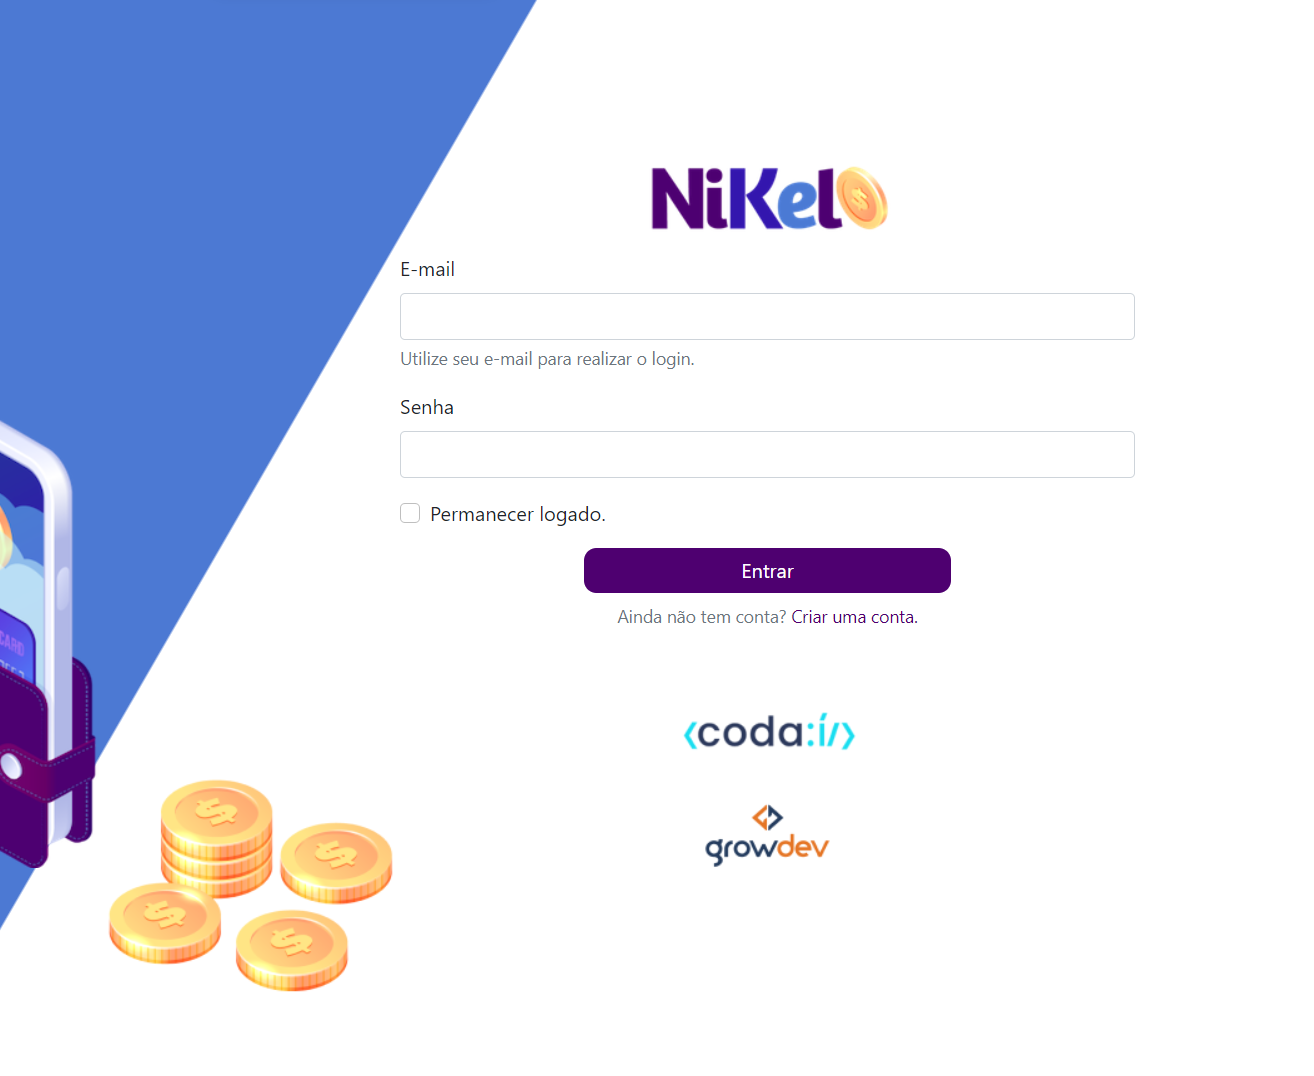 NiKel
E-mail
Utilize seu e-mail para realizar o login.
Senha
Permanecer logado.
Entrar
Ainda não tem conta? Criar uma conta.
CARD
<coda:í/>
growdev